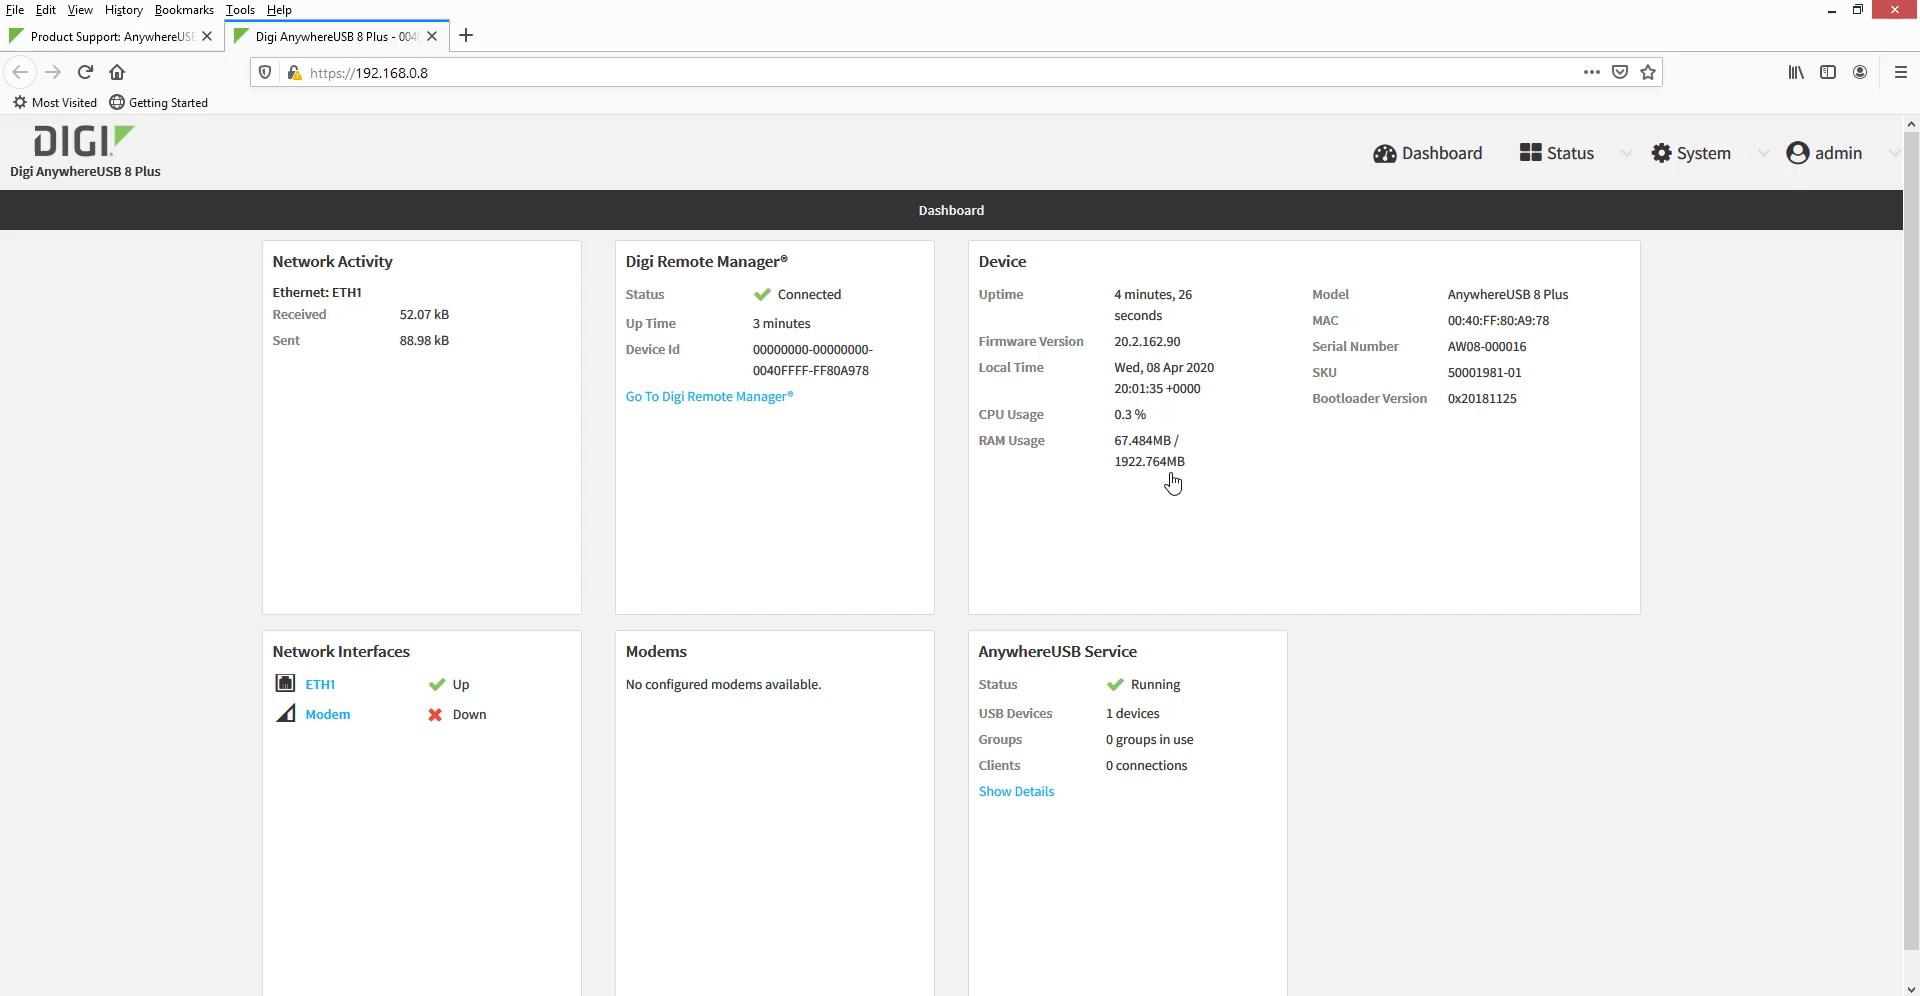 File Edit View History Bookmarks Tools Help
Product Support: AnywhereUSB
Digi AnywhereUSB 8 Plus - 004
https://192.168.0.8
Most Visited Getting Started
DIGI
Digi AnywhereUSB 8 Plus
Dashboard Status System admin
Dashboard
Network Activity
Ethernet: ETH1
Received 52.07 kB
Sent 88.98 kB
Digi Remote Manager®
Status Connected
Up Time 3 minutes
Device Id 00000000-00000000-
0040FFFF-FF80A978
Go To Digi Remote Manager®
Device
Uptime 4 minutes, 26
seconds
Firmware Version 20.2.162.90
Local Time Wed, 08 Apr 2020
20:01:35 +0000
CPU Usage 0.3 %
RAM Usage 67.484MB /
1922.764MB
Model AnywhereUSB 8 Plus
MAC 00:40:FF:80:A9:78
Serial Number AW08-000016
SKU 50001981-01
Bootloader Version 0x20181125
Network Interfaces
ETH1 Up
Modem Down
Modems
No configured modems available.
AnywhereUSB Service
Status Running
USB Devices 1 devices
Groups 0 groups in use
Clients 0 connections
Show Details